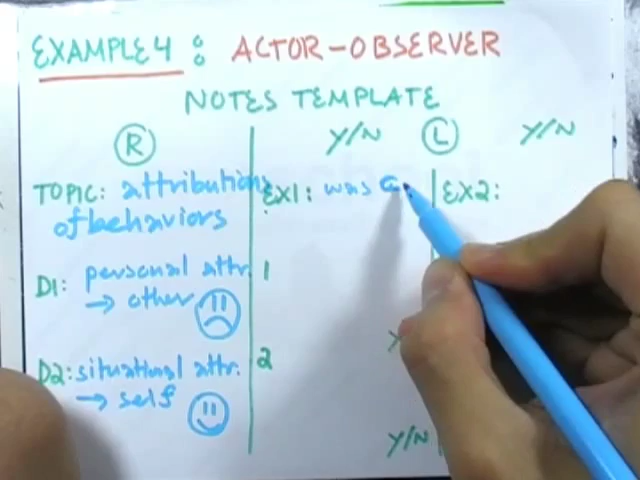 EXAMPLE 4 : ACTOR-OBSERVER
NOTES TEMPLATE
Y/N Y/N
R L
TOPIC: attributions of behaviors
EX1: was
EX2:
D1: personal attr. → other
1
D2: situational attr. → self
2
Y/N